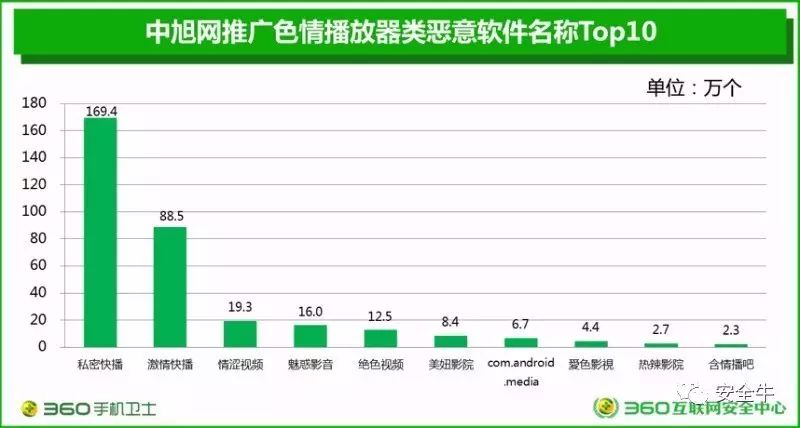 中旭网推广色情播放器类恶意软件名称Top10
单位：万个
180
160
140
120
100
80
60
40
20
0
169.4
88.5
19.3
16.0
12.5
8.4
6.7
4.4
2.7
2.3
私密快播
激情快播
情涩视频
魅惑影音
绝色视频
美妞影院
com.android
.media
爱色影視
热辣影院
含情播吧
安全牛
360手机卫士
360互联网安全中心